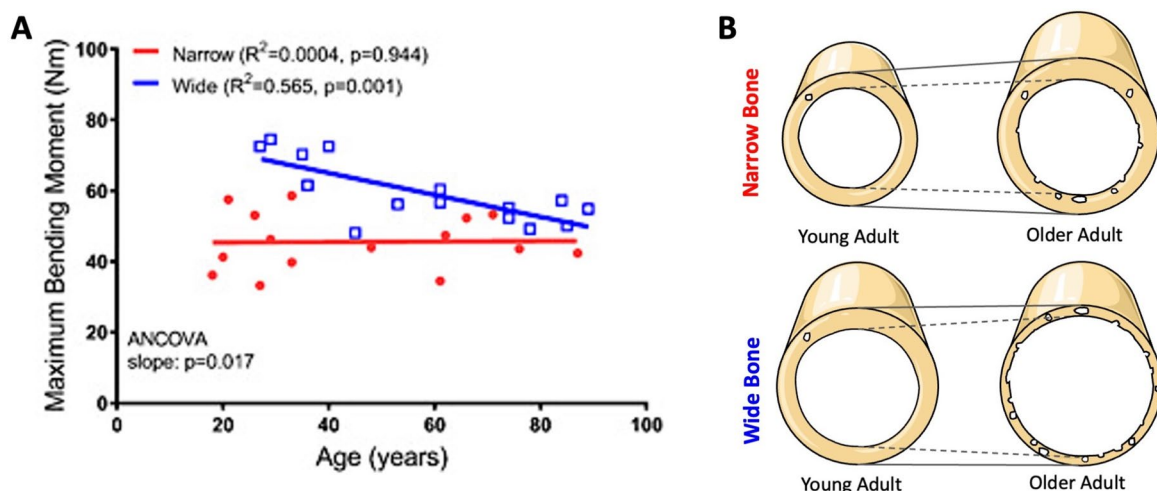 A
Maximum Bending Moment (Nm)
100
80
60
40
20
0
Narrow (R²=0.0004, p=0.944)
Wide (R²=0.565, p=0.001)
ANCOVA
slope: p=0.017
0 20 40 60 80 100
Age (years)
B
Narrow Bone
Young Adult
Older Adult
Wide Bone
Young Adult
Older Adult